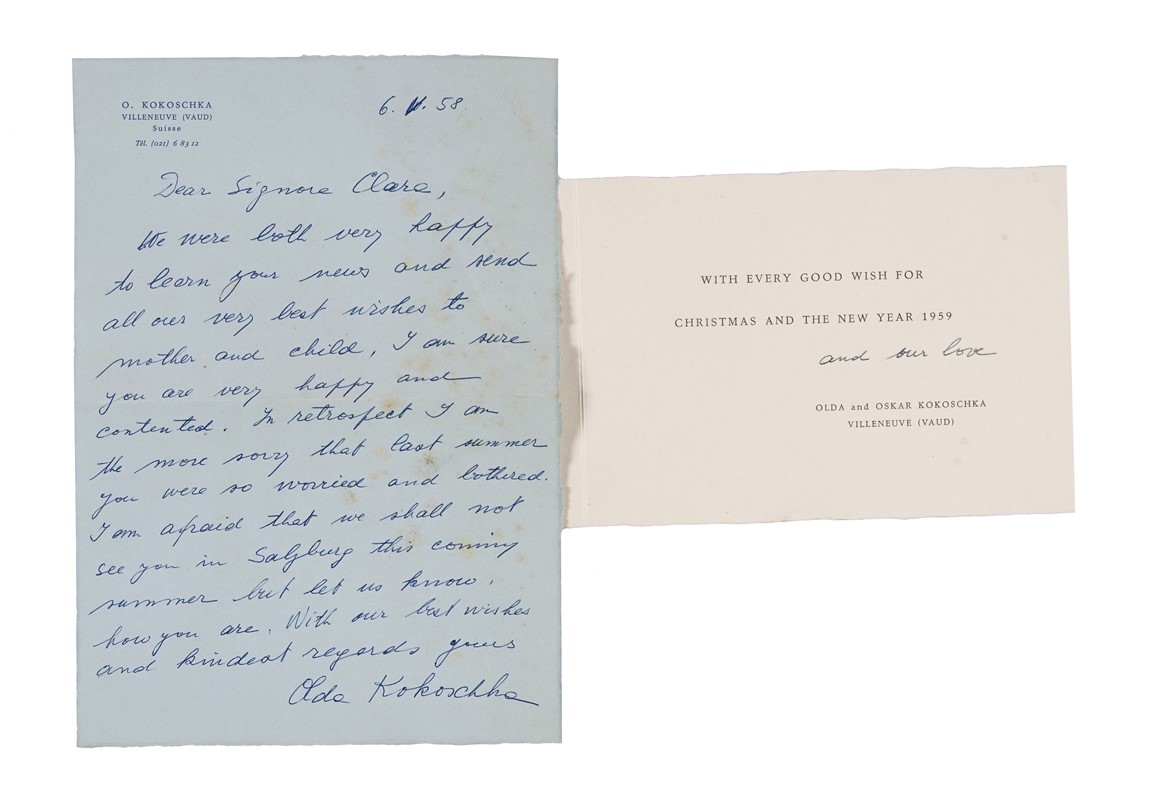 O. KOKOSCHKA
VILLENEUVE (VAUD)
Suisse
Tél. (021) 6 83 12
6. 58.
Dear Signora Clara,
We were both very happy
to learn your news and send
all our very best wishes to
mother and child, I am sure
you are very happy and
contented. In retrospect I am
the more sorry that last summer
you were so worried and bothered.
I am afraid that we shall not
see you in Salzburg this coming
summer but let us know,
how you are. With our best wishes
and kindest regards yours
Olda Kokoschka
WITH EVERY GOOD WISH FOR
CHRISTMAS AND THE NEW YEAR 1959
and our love
OLDA and OSKAR KOKOSCHKA
VILLENEUVE (VAUD)